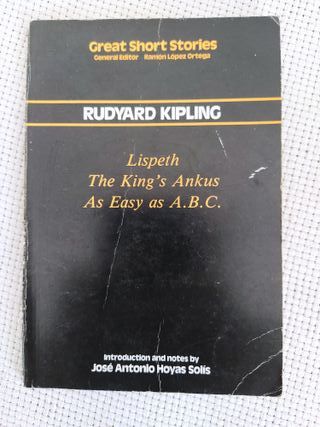 Great Short Stories
General Editor Ramón López Ortega
RUDYARD KIPLING
Lispeth
The King's Ankus
As Easy as A.B.C.
Introduction and notes by
José Antonio Hoyas Solís